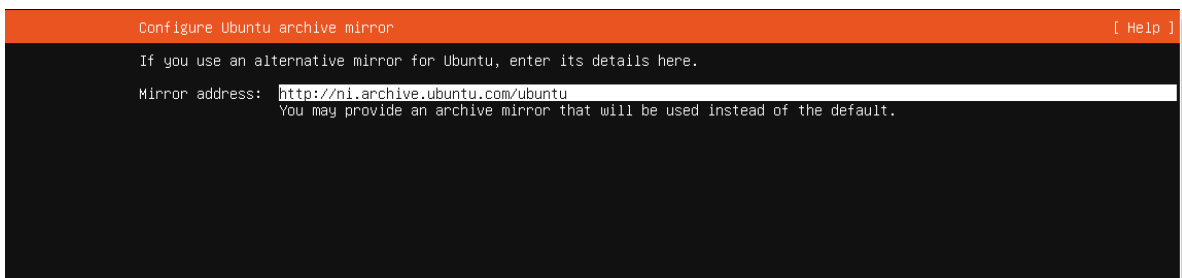 Configure Ubuntu archive mirror [ Help ]
If you use an alternative mirror for Ubuntu, enter its details here.
Mirror address: http://ni.archive.ubuntu.com/ubuntu
You may provide an archive mirror that will be used instead of the default.